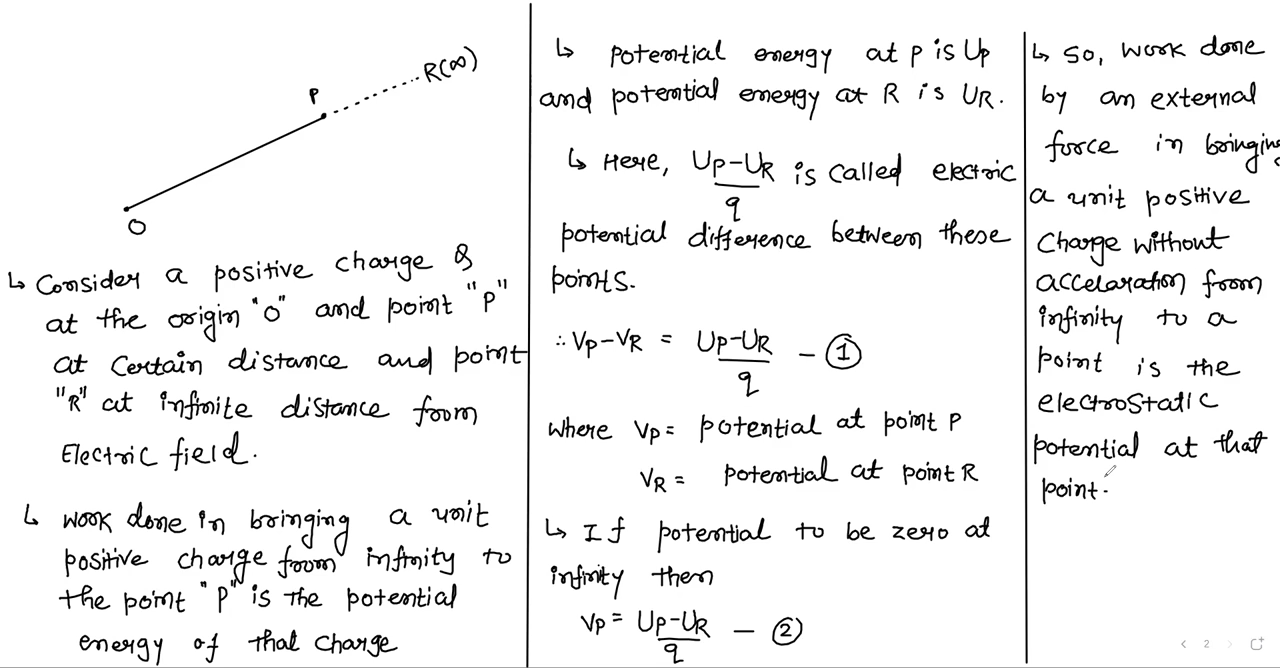 P
R(∞)
O
↳ Consider a positive charge Q
at the origin "O" and point "P"
at certain distance and point
"R" at infinite distance from
Electric field.
↳ work done in bringing a unit
positive charge from infinity to
the point "P" is the potential
energy of that charge
↳ potential energy at P is Up
and potential energy at R is UR.
↳ Here, UP-UR/q is called electric
potential difference between these
points.
∴ VP-VR = UP-UR/q - ①
where VP = potential at point P
VR = potential at point R
↳ If potential to be zero at
infinity then
VP = UP-UR/q - ②
↳ So, work done
by an external
force in bringing
a unit positive
charge without
accelaration from
infinity to a
point is the
electrostatic
potential at that
point.
2